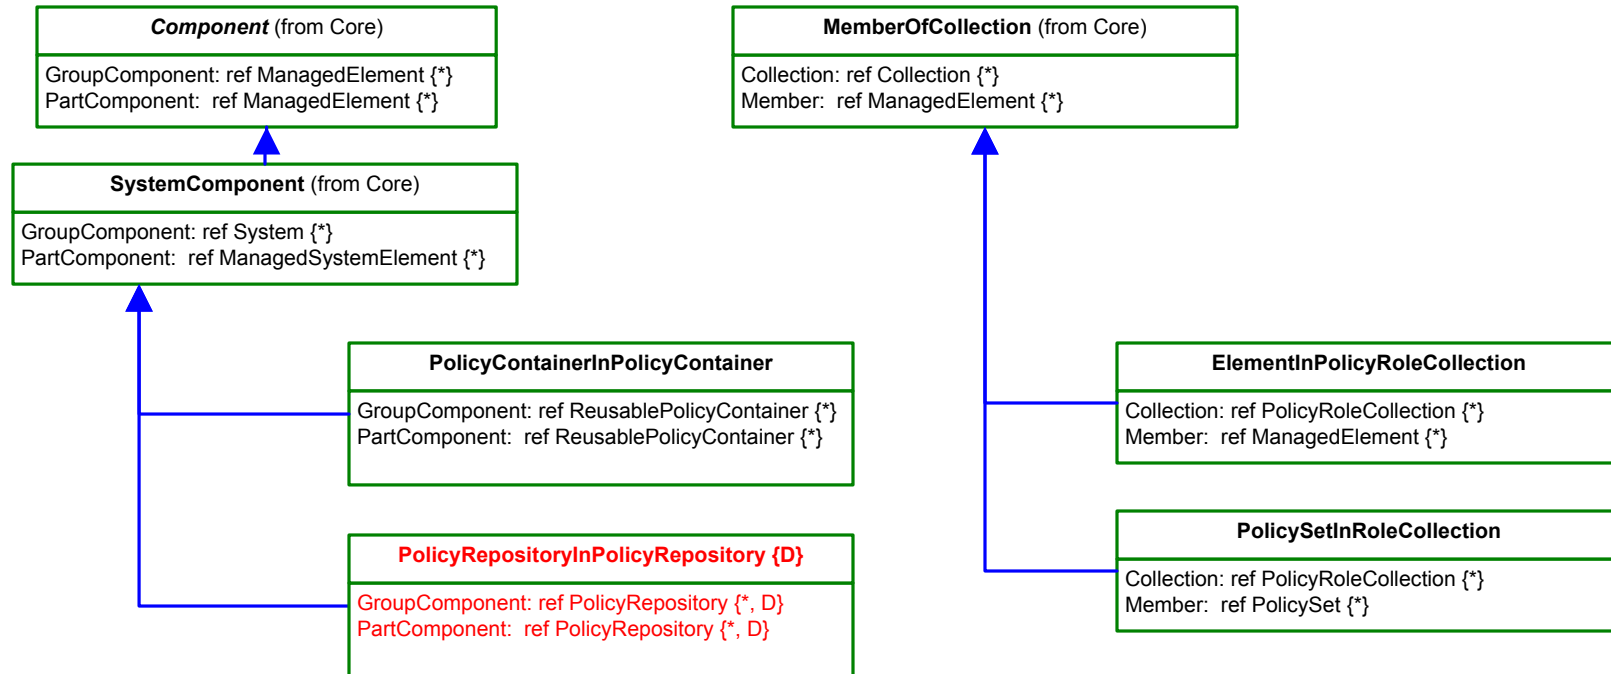 Component (from Core)
GroupComponent: ref ManagedElement {*}
PartComponent:  ref ManagedElement {*}
SystemComponent (from Core)
GroupComponent: ref System {*}
PartComponent:  ref ManagedSystemElement {*}
PolicyContainerInPolicyContainer
GroupComponent: ref ReusablePolicyContainer {*}
PartComponent:  ref ReusablePolicyContainer {*}
PolicyRepositoryInPolicyRepository {D}
GroupComponent: ref PolicyRepository {*, D}
PartComponent:  ref PolicyRepository {*, D}
MemberOfCollection (from Core)
Collection: ref Collection {*}
Member:  ref ManagedElement {*}
ElementInPolicyRoleCollection
Collection: ref PolicyRoleCollection {*}
Member:  ref ManagedElement {*}
PolicySetInRoleCollection
Collection: ref PolicyRoleCollection {*}
Member:  ref PolicySet {*}